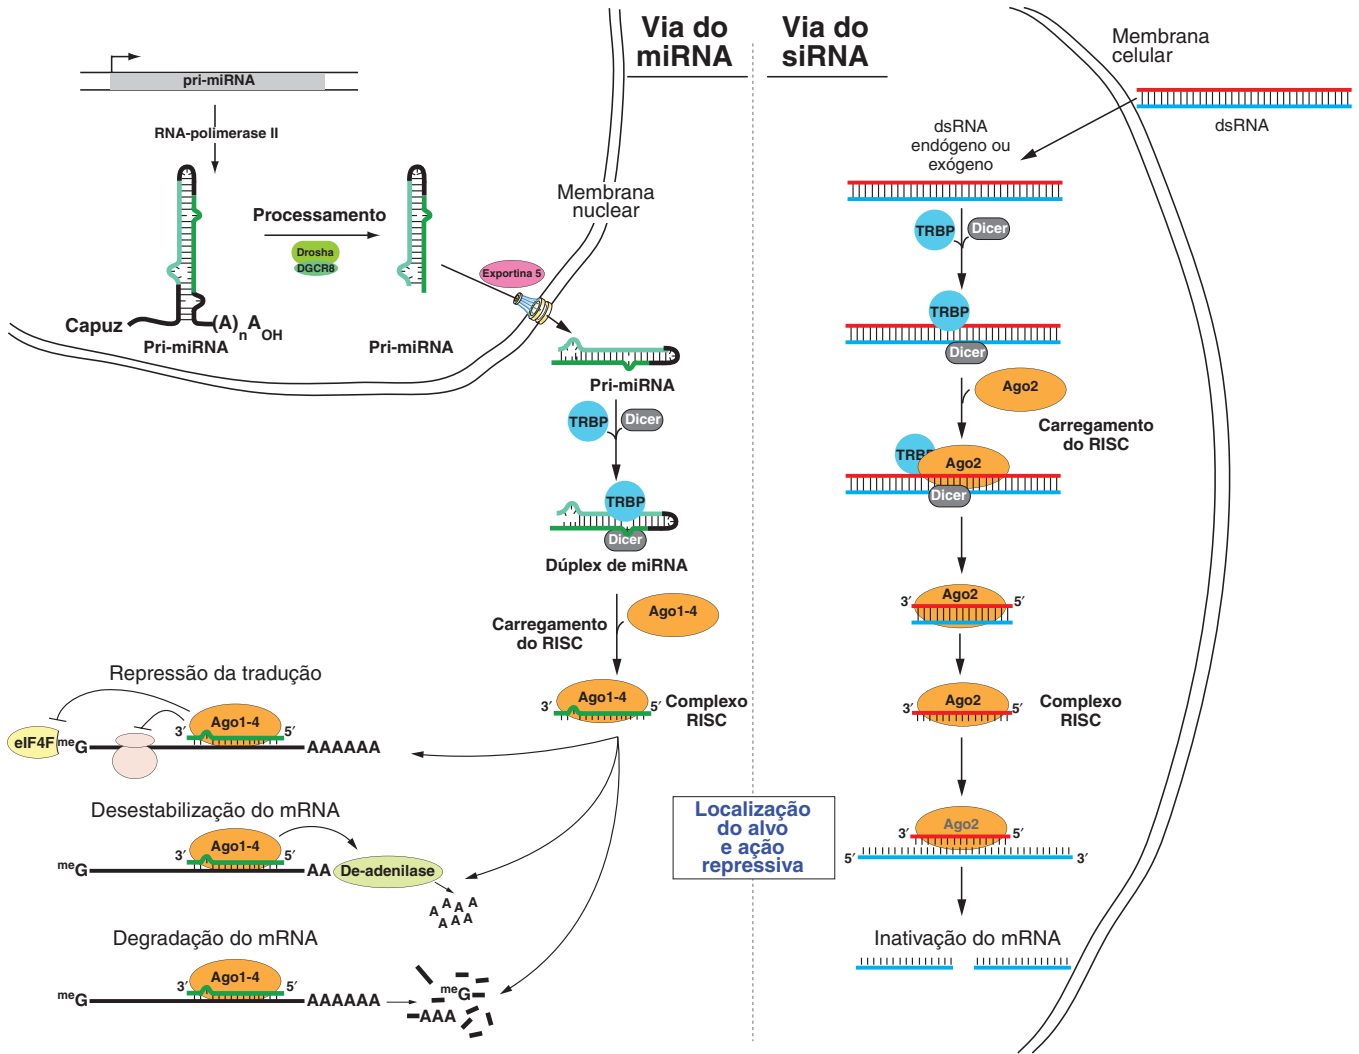 Via do
miRNA
Via do
siRNA
pri-miRNA
RNA-polimerase II
Processamento
Drosha
DGCR8
Capuz
(A)nAOH
Pri-miRNA
Pri-miRNA
Membrana
nuclear
Exportina 5
Pri-miRNA
TRBP
Dicer
TRBP
Dicer
Dúplex de miRNA
Carregamento
do RISC
Ago1-4
Ago1-4
3′
5′
Complexo
RISC
Repressão da tradução
eIF4F
meG
3′
Ago1-4
5′
AAAAAA
Desestabilização do mRNA
meG
3′
Ago1-4
5′
AA
De-adenilase
A A A A
A A A
Degradação do mRNA
meG
3′
Ago1-4
5′
AAAAAA
meG
AAA
Membrana
celular
dsRNA
dsRNA
endógeno ou
exógeno
TRBP
Dicer
TRBP
Dicer
Ago2
Carregamento
do RISC
TRBP
Ago2
Dicer
3′
Ago2
5′
3′
Ago2
5′
Complexo
RISC
Localização
do alvo
e ação
repressiva
Ago2
3′
5′
5′
3′
Inativação do mRNA